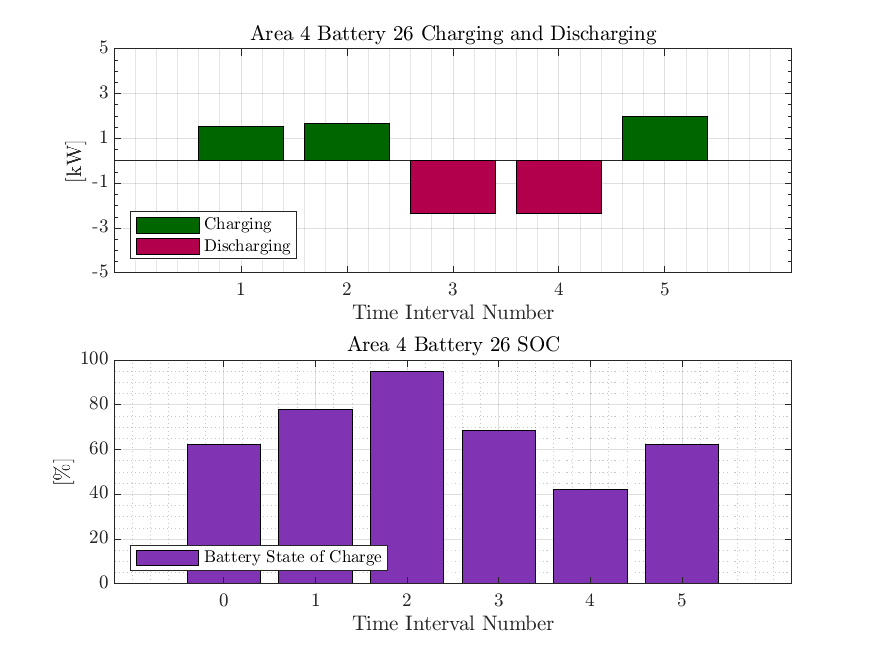 Area 4 Battery 26 Charging and Discharging
5
3
1
-1
-3
-5
[kW]
Charging
Discharging
1 2 3 4 5
Time Interval Number
Area 4 Battery 26 SOC
100
80
60
40
20
0
[%]
Battery State of Charge
0 1 2 3 4 5
Time Interval Number